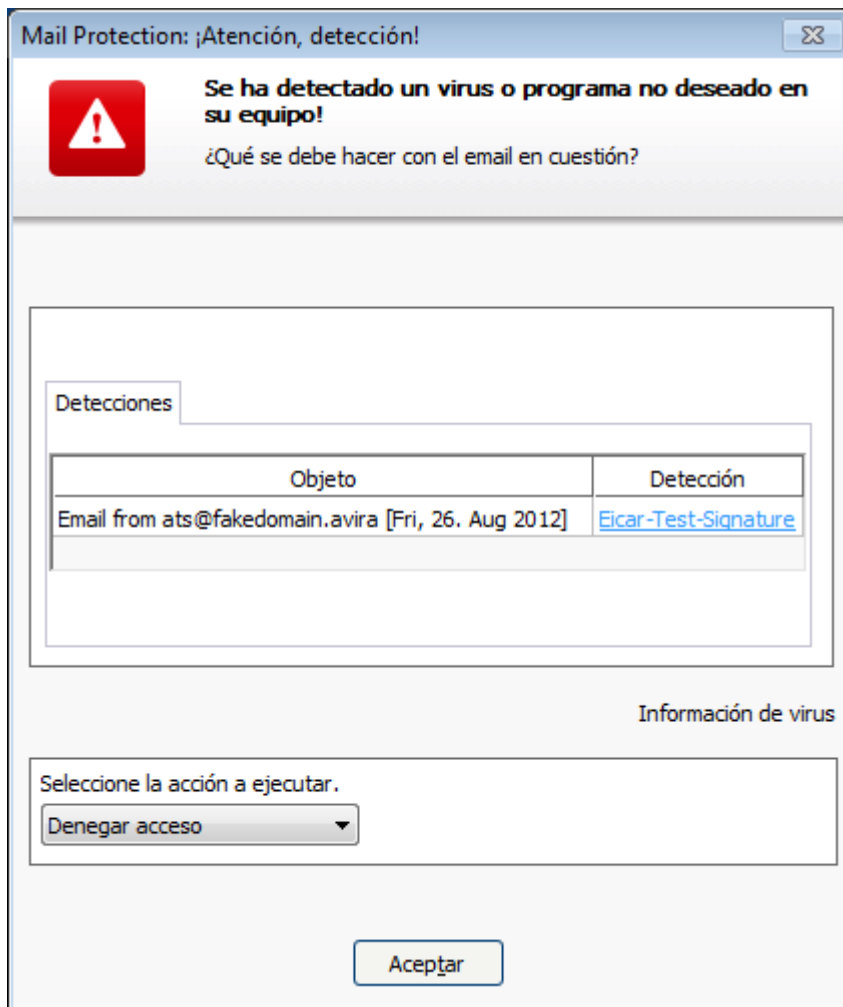 Mail Protection: ¡Atención, detección!
Se ha detectado un virus o programa no deseado en
su equipo!
¿Qué se debe hacer con el email en cuestión?
Detecciones
Objeto Detección
Email from ats@fakedomain.avira [Fri, 26. Aug 2012] Eicar-Test-Signature
Información de virus
Seleccione la acción a ejecutar.
Denegar acceso
Aceptar